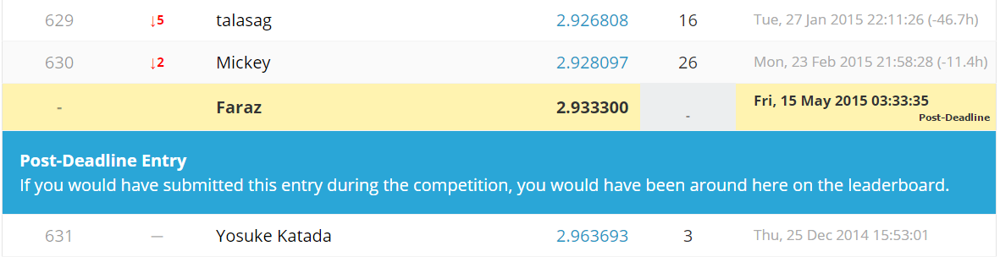 629 ↓5 talasag 2.926808 16 Tue, 27 Jan 2015 22:11:26 (-46.7h)
630 ↓2 Mickey 2.928097 26 Mon, 23 Feb 2015 21:58:28 (-11.4h)
- Faraz 2.933300 - Fri, 15 May 2015 03:33:35
Post-Deadline
Post-Deadline Entry
If you would have submitted this entry during the competition, you would have been around here on the leaderboard.
631 — Yosuke Katada 2.963693 3 Thu, 25 Dec 2014 15:53:01